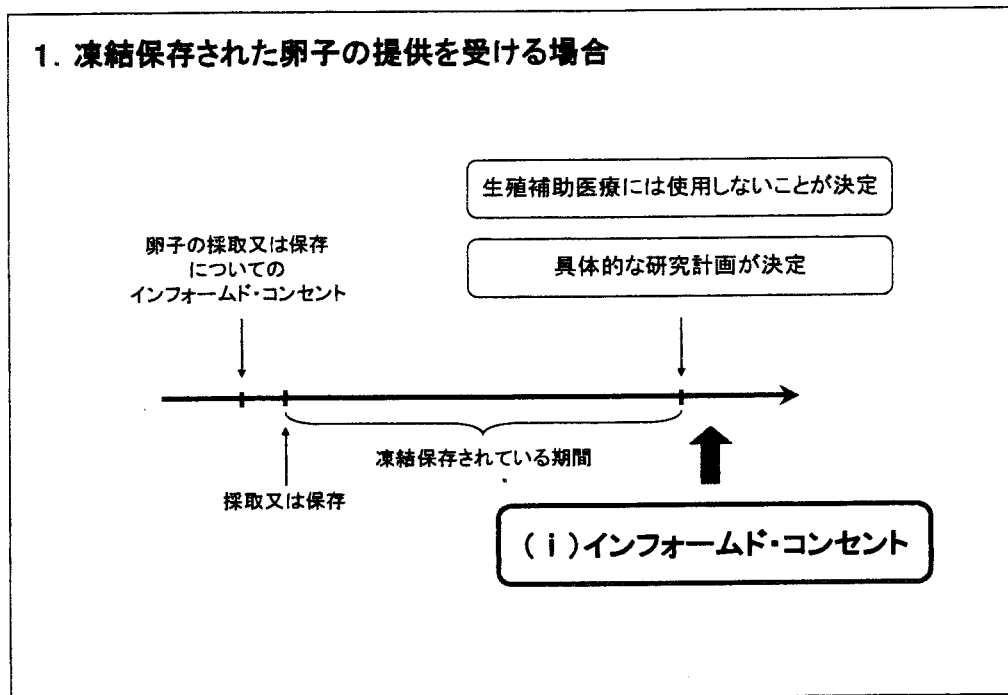 1. 凍結保存された卵子の提供を受ける場合
生殖補助医療には使用しないことが決定
具体的な研究計画が決定
卵子の採取又は保存
についての
インフォームド・コンセント
凍結保存されている期間
採取又は保存
(ⅰ)インフォームド・コンセント